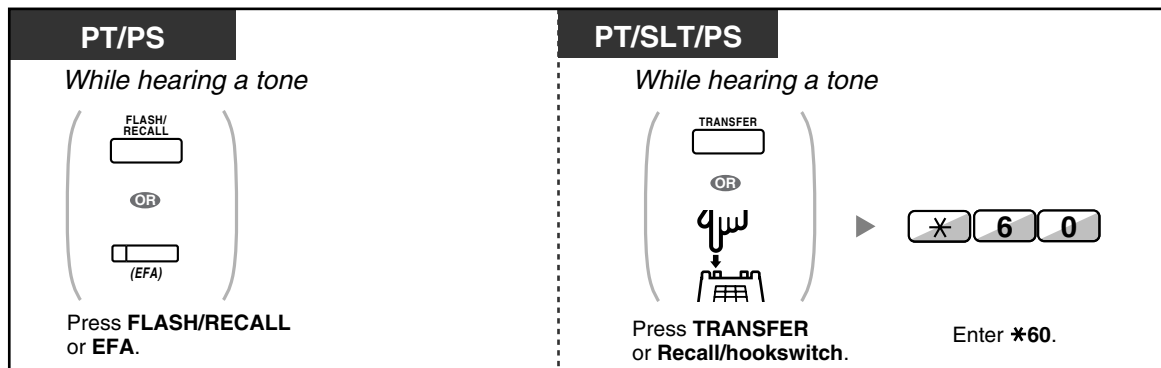 PT/PS
While hearing a tone
FLASH/
RECALL
OR
(EFA)
Press FLASH/RECALL
or EFA.
PT/SLT/PS
While hearing a tone
TRANSFER
OR
Press TRANSFER
or Recall/hookswitch.
✳ 6 0
Enter ✳60.